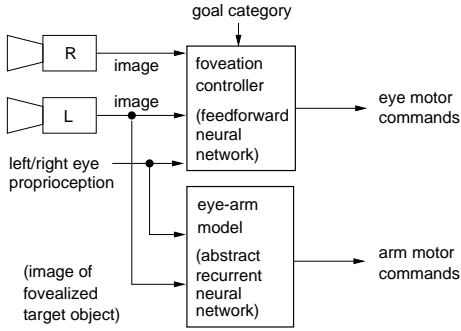 goal category
R
image
foveation
controller
(feedforward
neural
network)
eye motor
commands
L
image
left/right eye
proprioception
eye-arm
model
(abstract
recurrent
neural
network)
arm motor
commands
(image of
fovealized
target object)